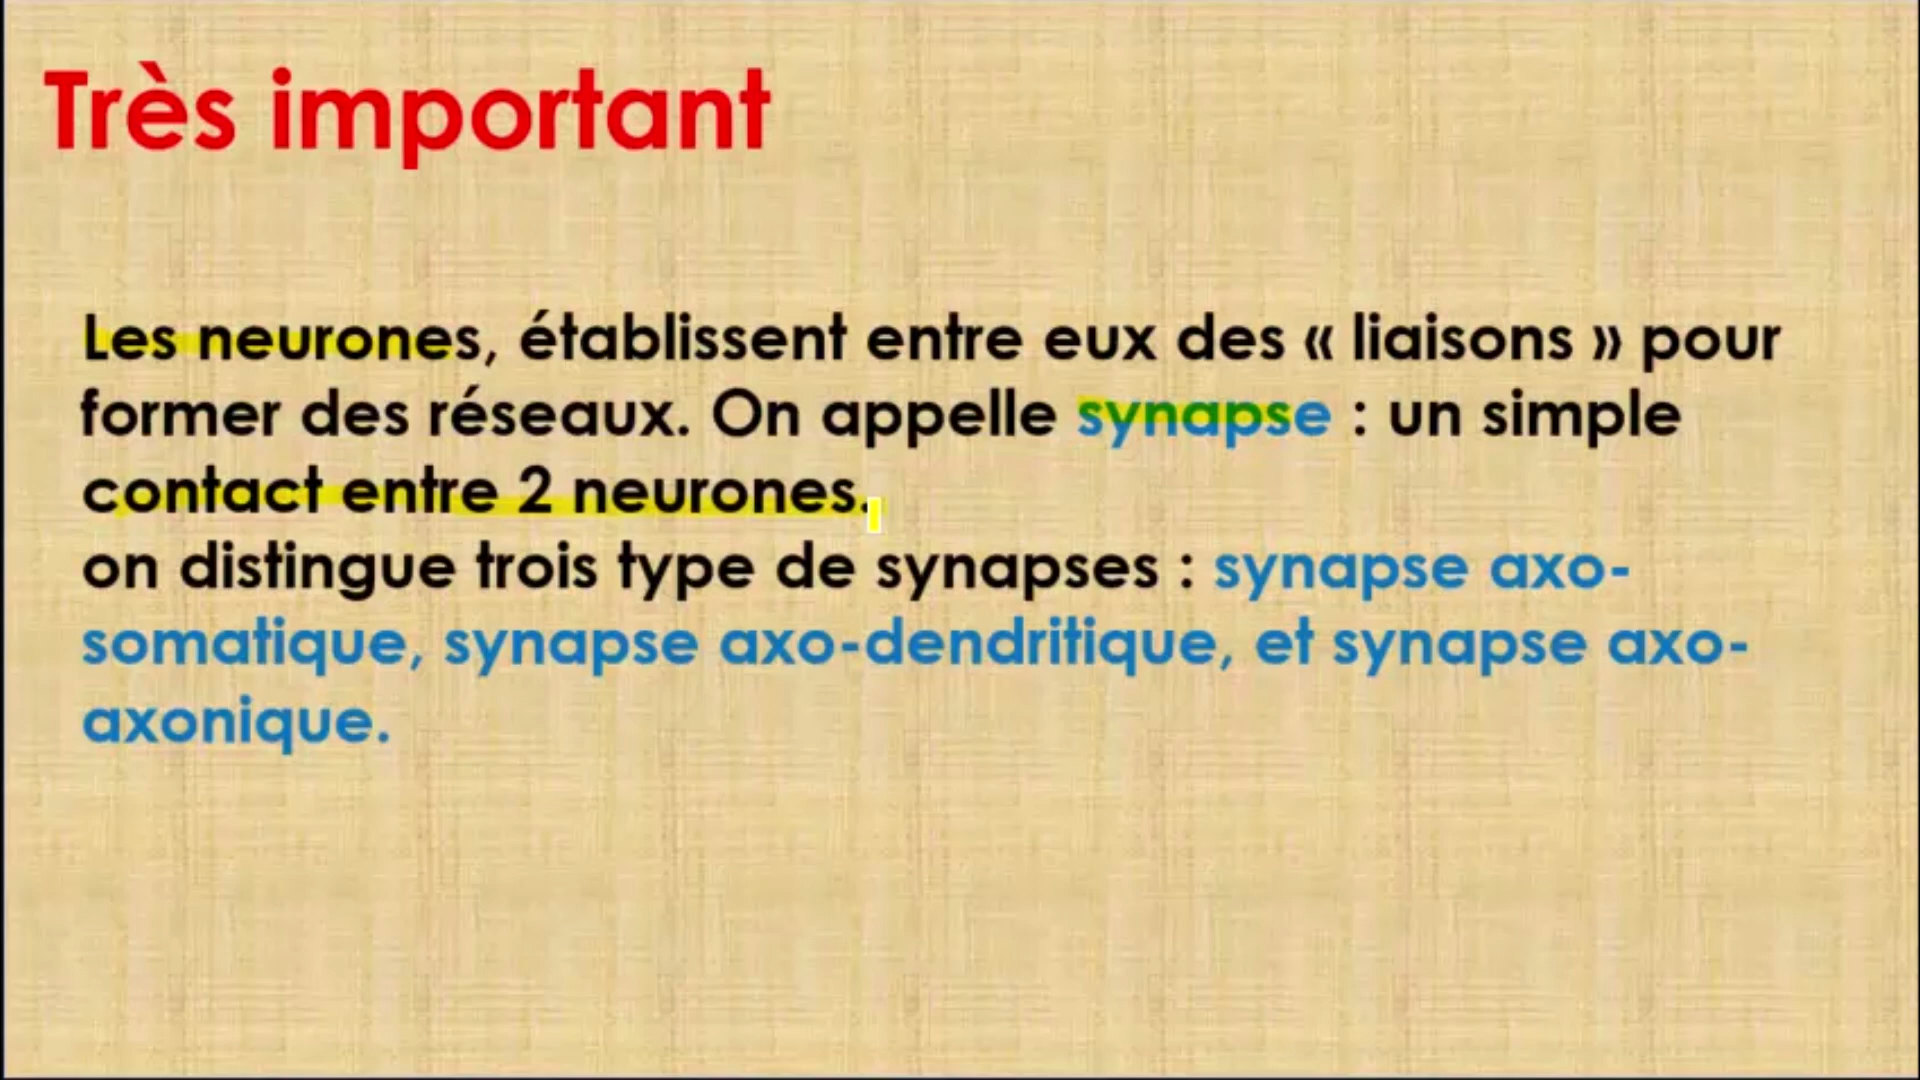 Très important
Les neurones, établissent entre eux des « liaisons » pour
former des réseaux. On appelle synapse : un simple
contact entre 2 neurones.
on distingue trois type de synapses : synapse axo-
somatique, synapse axo-dendritique, et synapse axo-
axonique.